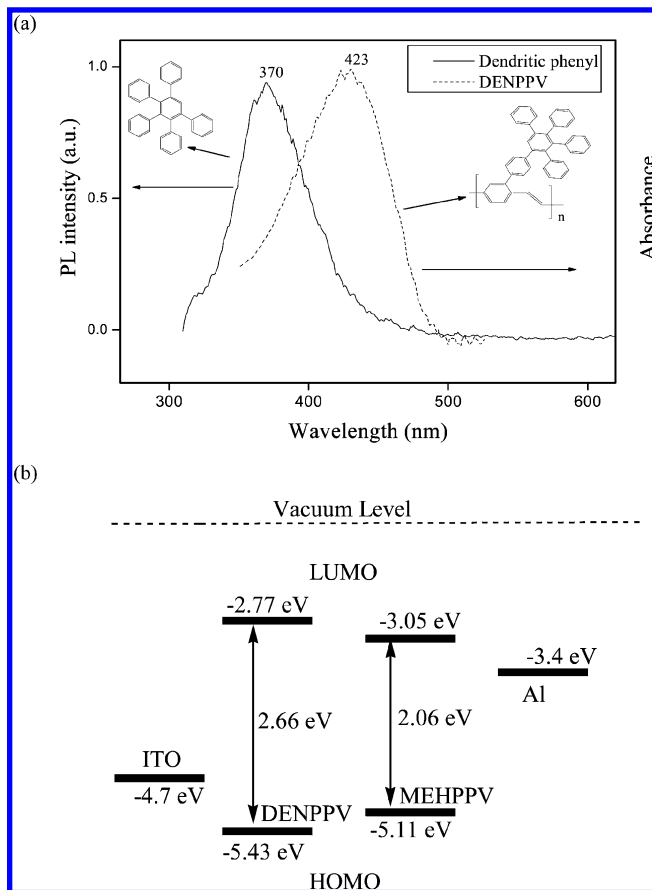 (a)
Dendritic phenyl
DENPPV
370
423
1.0
0.5
0.0
PL intensity (a.u.)
Absorbance
n
300
400
500
600
Wavelength (nm)
(b)
Vacuum Level
LUMO
-2.77 eV
-3.05 eV
-3.4 eV
Al
2.66 eV
2.06 eV
ITO
-4.7 eV
DENPPV
MEHPPV
-5.43 eV
-5.11 eV
HOMO